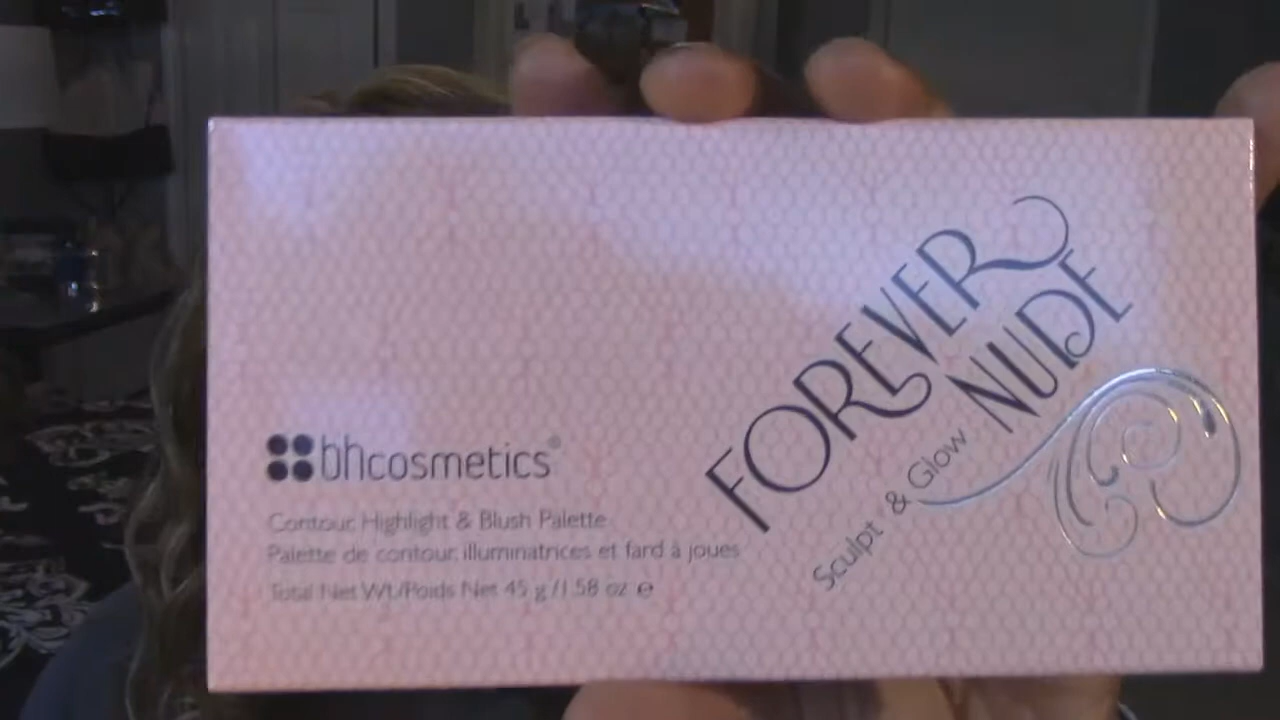 FOREVER
NUDE
Sculpt & Glow
bhcosmetics®
Contour, Highlight & Blush Palette
Palette de contour, illuminatrices et fard à joues
Total Net Wt./Poids Net 45 g /1.58 oz ℮